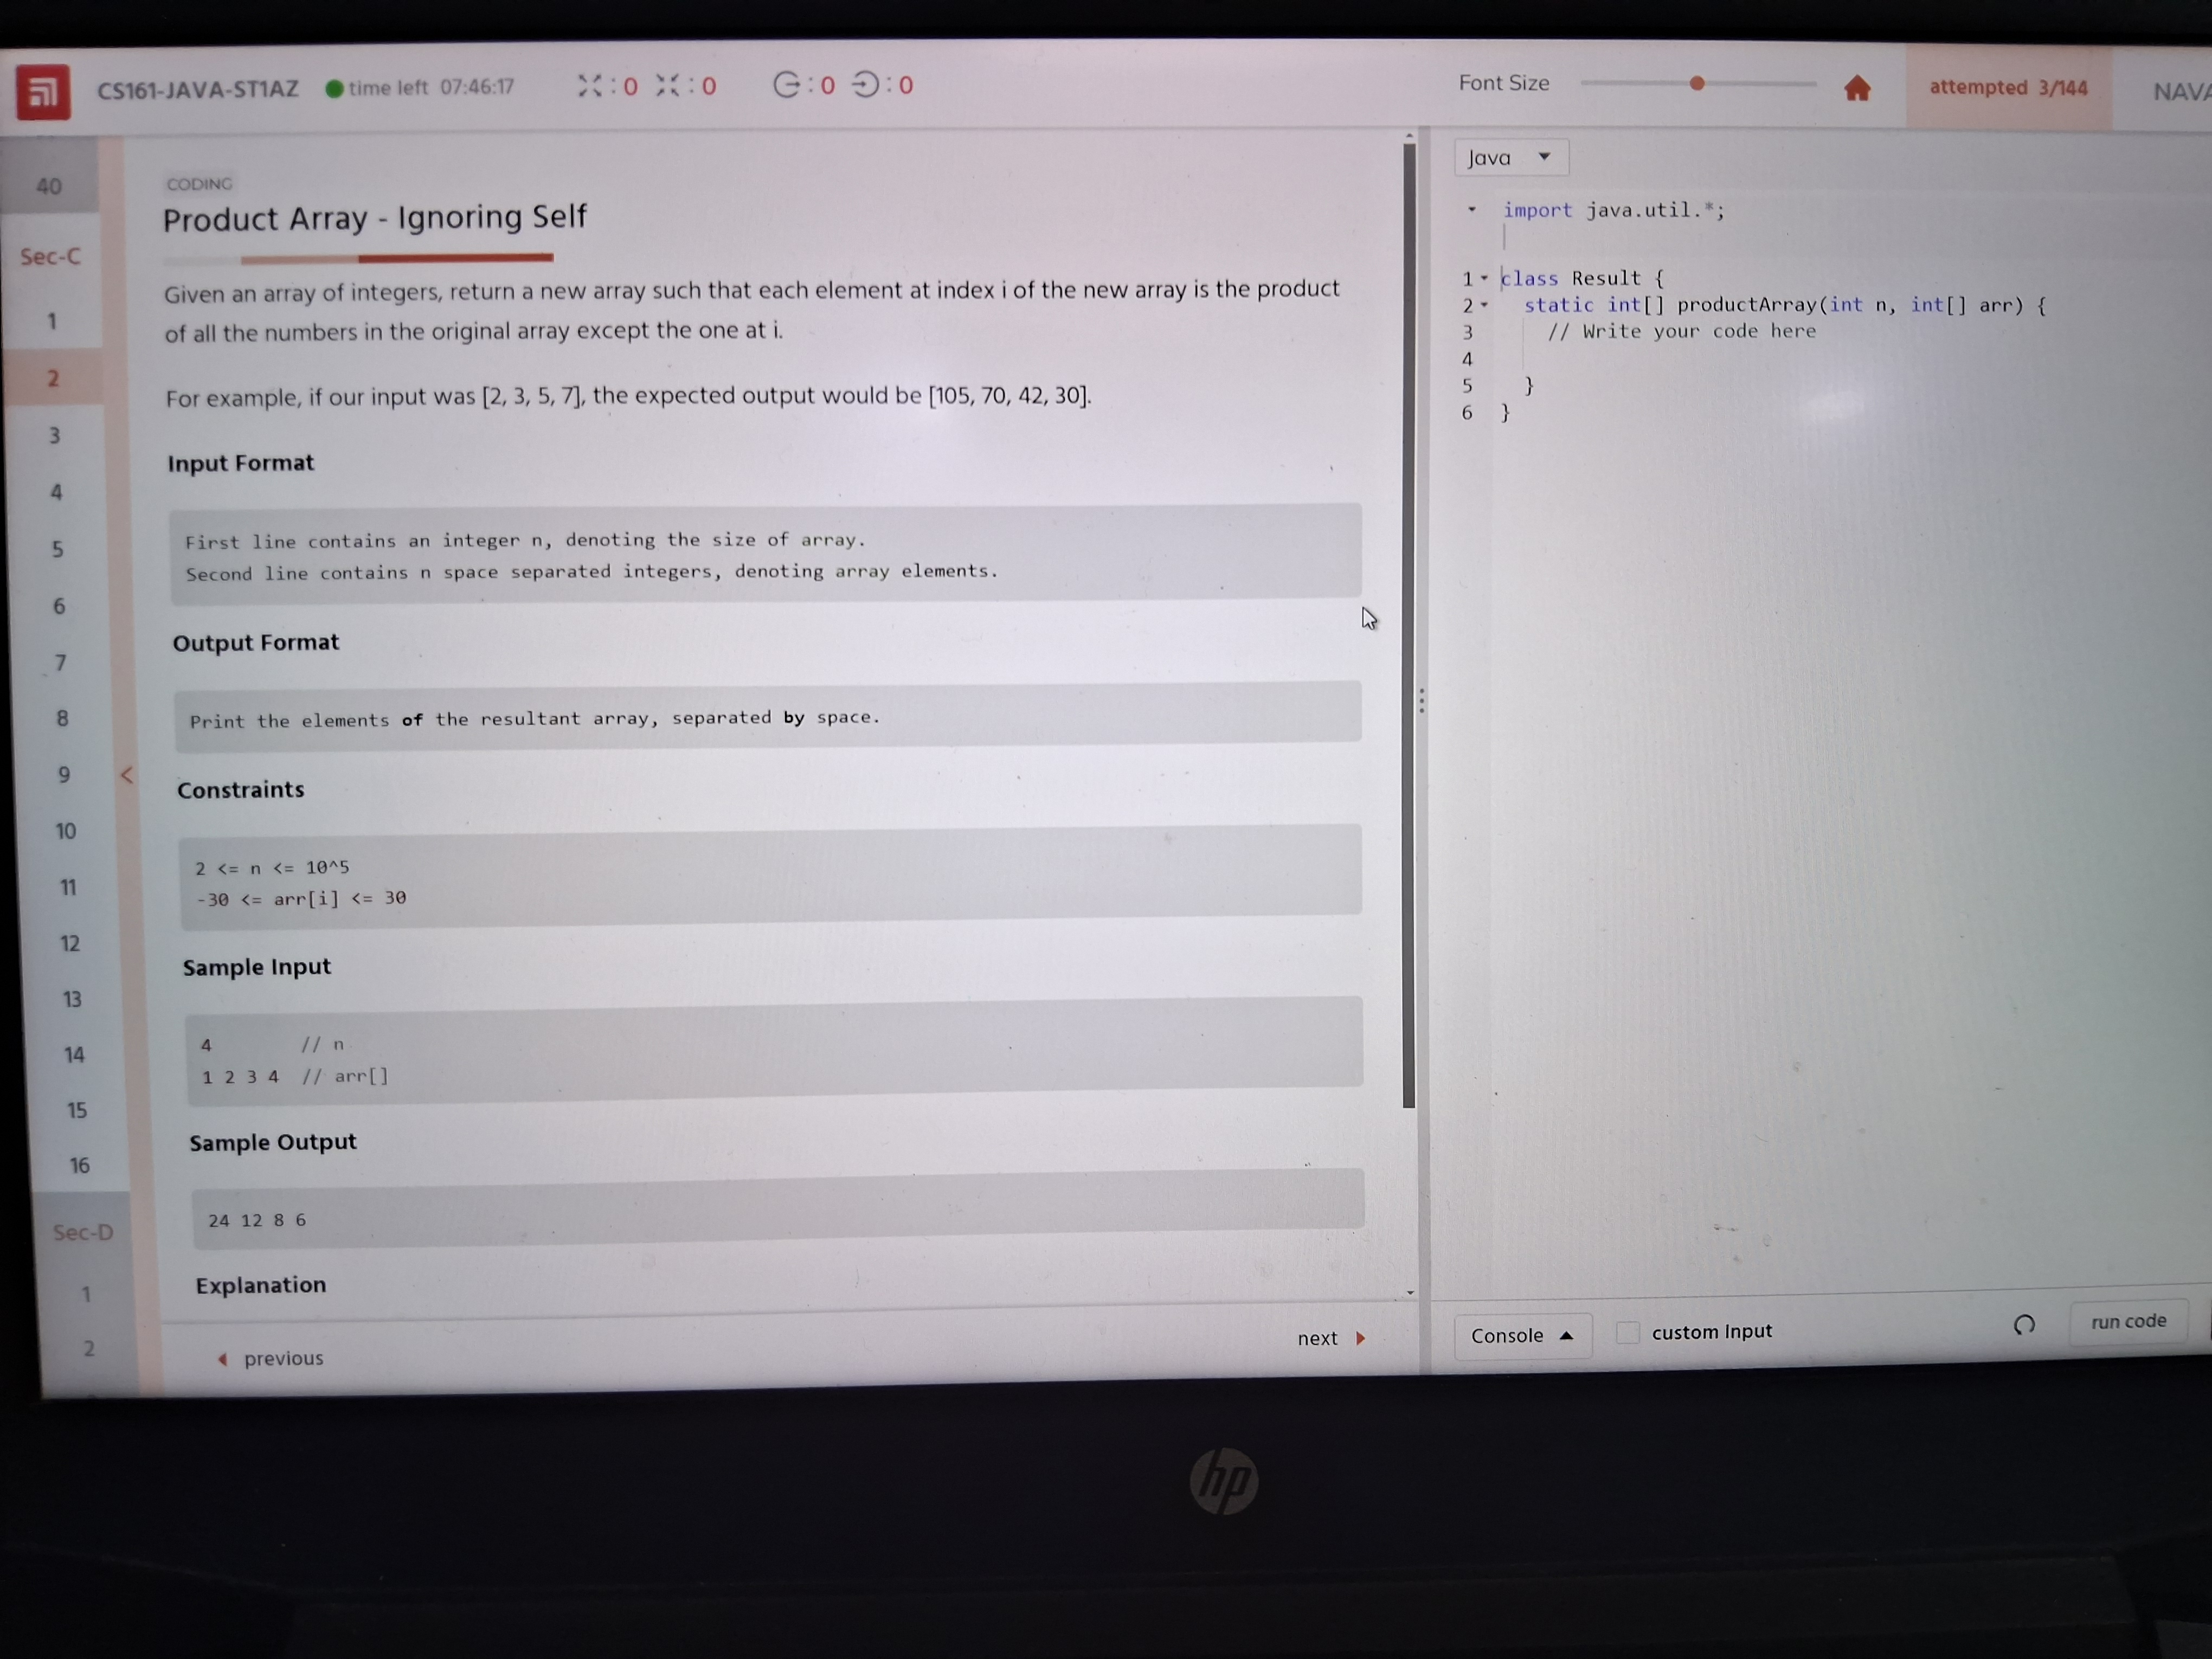 CS161-JAVA-ST1AZ time left 07:46:17 :0 :0 :0 :0 Font Size attempted 3/144
40
Sec-C
1
2
3
4
5
6
7
8
9
10
11
12
13
14
15
16
Sec-D
1
2
<
CODING
Product Array - Ignoring Self
Given an array of integers, return a new array such that each element at index i of the new array is the product
of all the numbers in the original array except the one at i.
For example, if our input was [2, 3, 5, 7], the expected output would be [105, 70, 42, 30].
Input Format
First line contains an integer n, denoting the size of array.
Second line contains n space separated integers, denoting array elements.
Output Format
Print the elements of the resultant array, separated by space.
Constraints
2 <= n <= 10^5
-30 <= arr[i] <= 30
Sample Input
4 // n
1 2 3 4 // arr[]
Sample Output
24 12 8 6
Explanation
previous
next
Java
import java.util.*;
1 class Result {
2 static int[] productArray(int n, int[] arr) {
3 // Write your code here
4
5 }
6 }
Console custom Input run code
hp